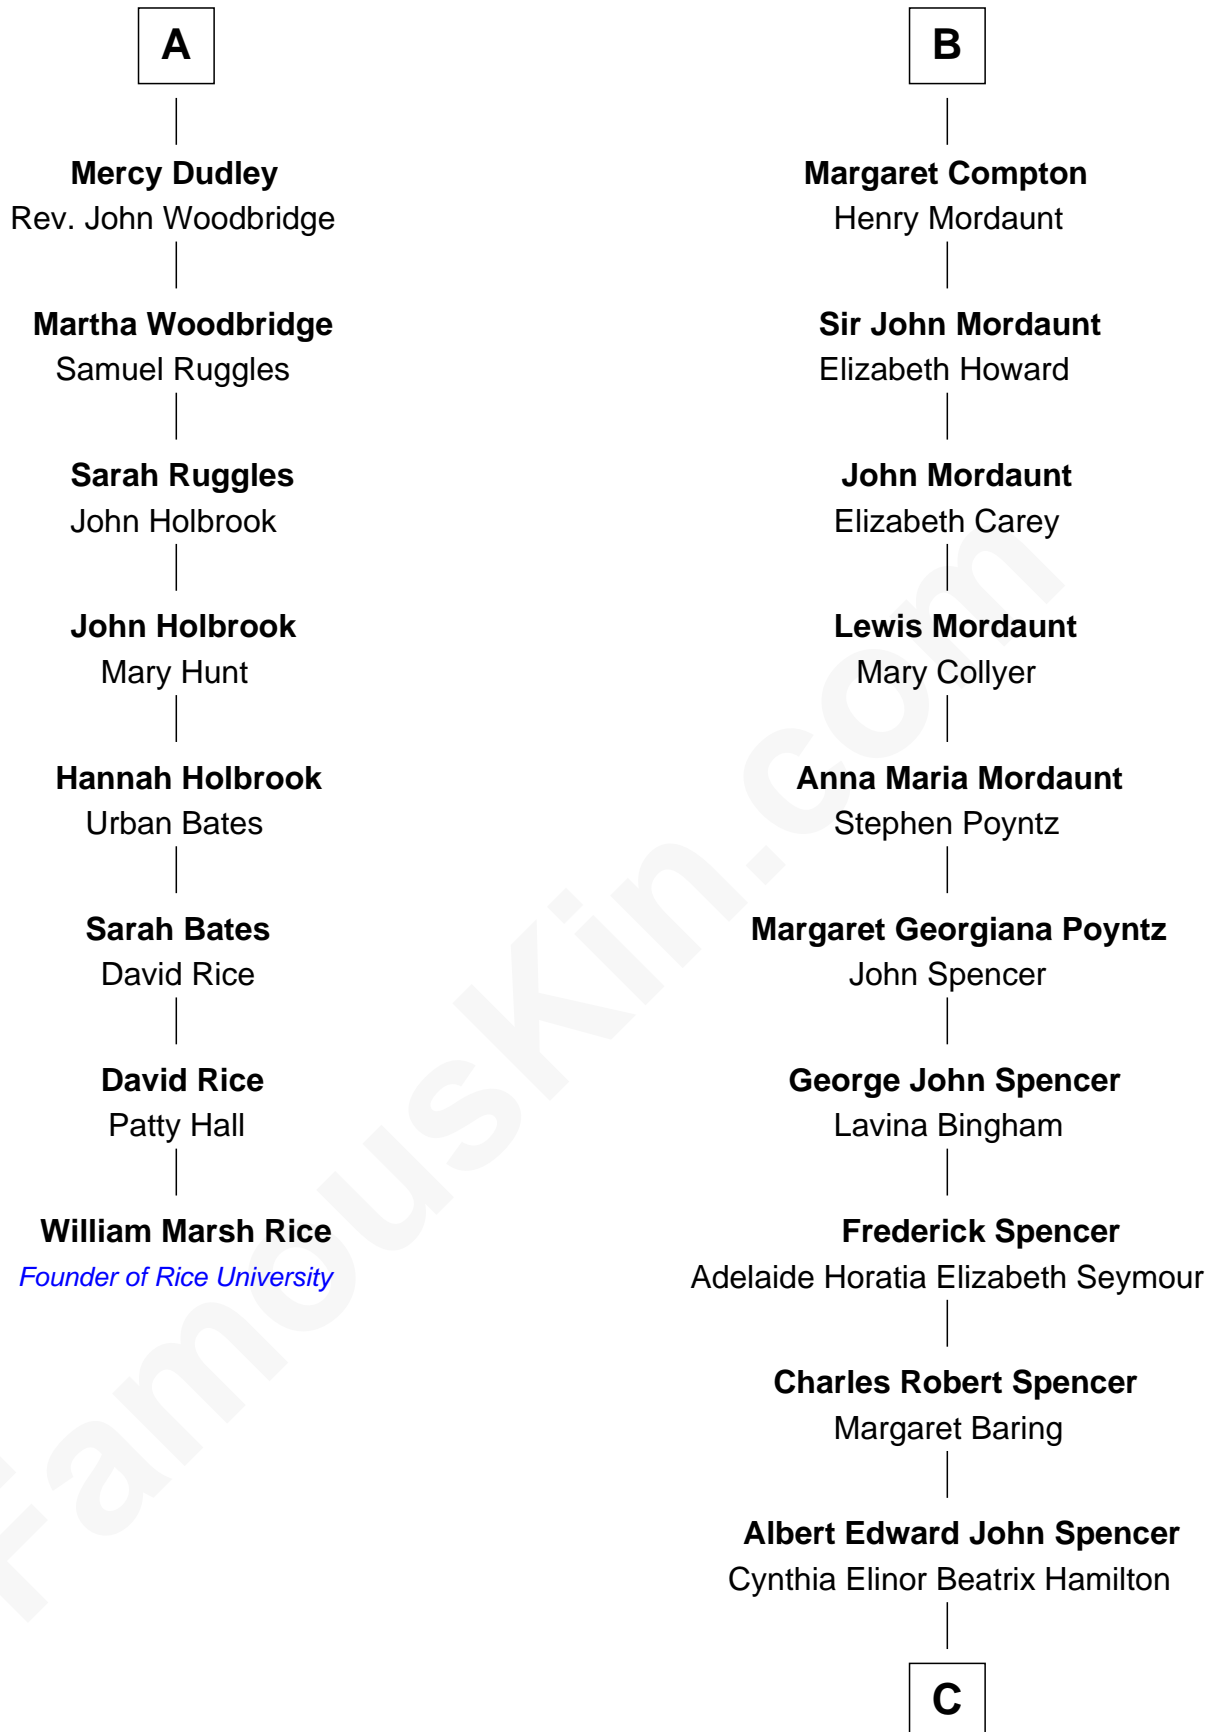 A
Mercy Dudley
Rev. John Woodbridge
Martha Woodbridge
Samuel Ruggles
Sarah Ruggles
John Holbrook
John Holbrook
Mary Hunt
Hannah Holbrook
Urban Bates
Sarah Bates
David Rice
David Rice
Patty Hall
William Marsh Rice
Founder of Rice University
B
Margaret Compton
Henry Mordaunt
Sir John Mordaunt
Elizabeth Howard
John Mordaunt
Elizabeth Carey
Lewis Mordaunt
Mary Collyer
Anna Maria Mordaunt
Stephen Poyntz
Margaret Georgiana Poyntz
John Spencer
George John Spencer
Lavina Bingham
Frederick Spencer
Adelaide Horatia Elizabeth Seymour
Charles Robert Spencer
Margaret Baring
Albert Edward John Spencer
Cynthia Elinor Beatrix Hamilton
C
FamousKin.com